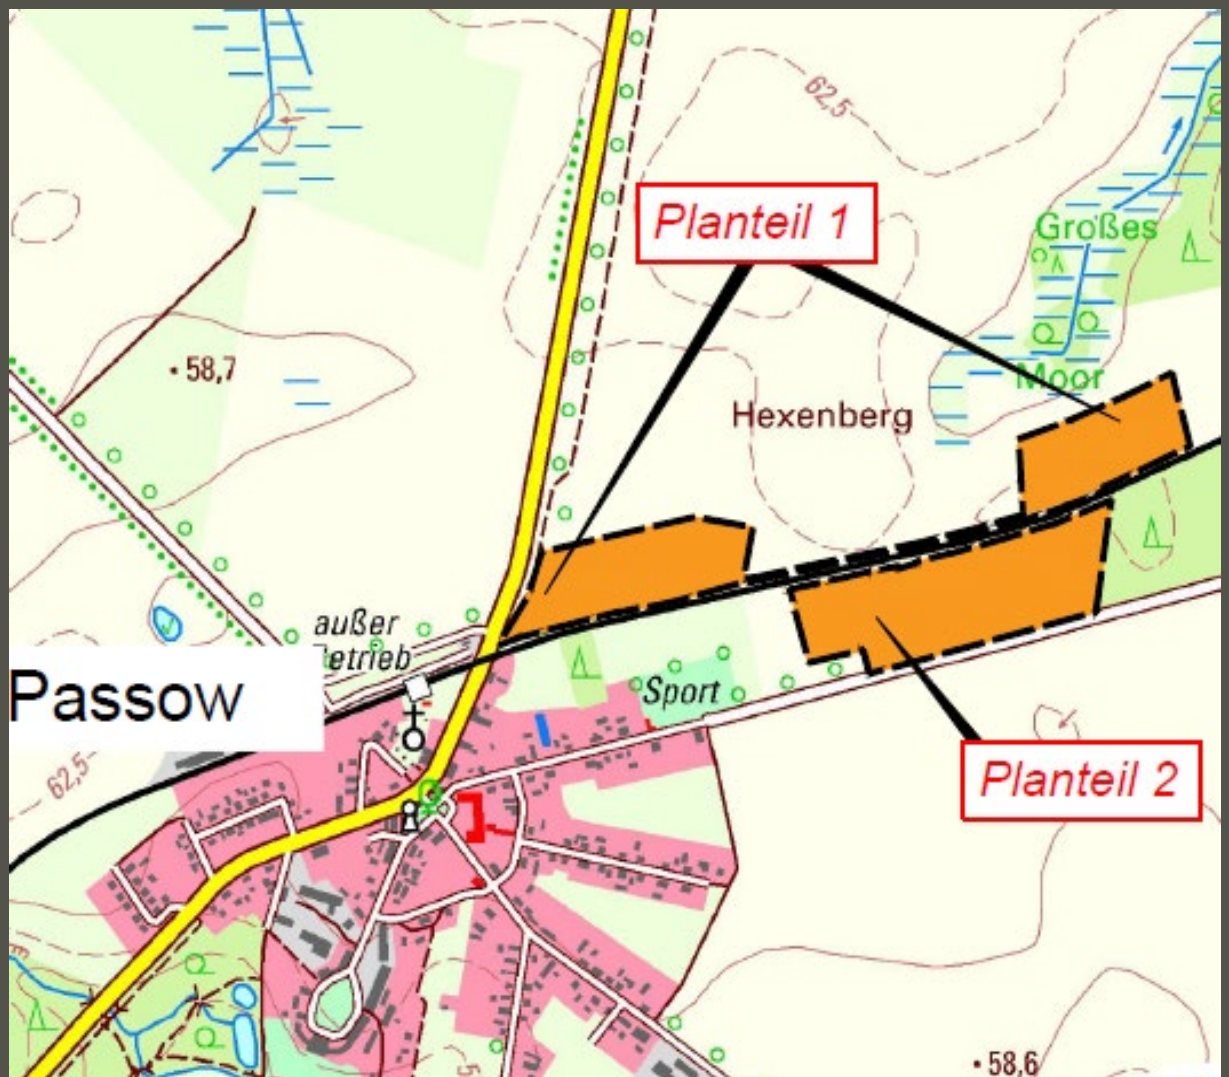 62,5
Planteil 1
Großes
58,7
Moor
Hexenberg
außer
Betrieb
Passow
Sport
62,5
Planteil 2
58,6